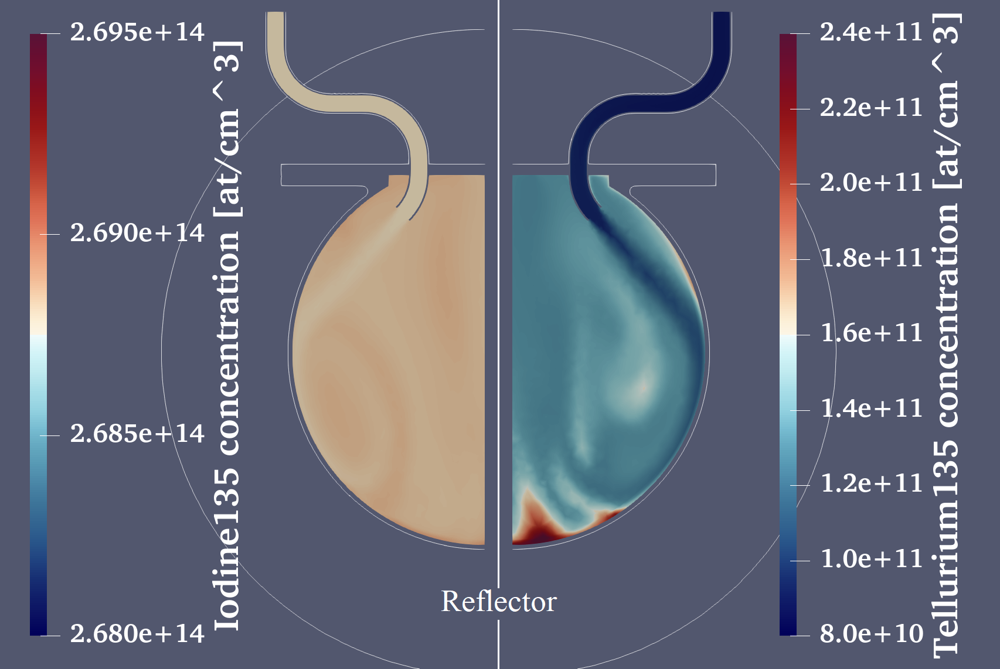 2.695e+14
2.690e+14
2.685e+14
2.680e+14
Iodine135 concentration [at/cm^3]
Reflector
2.4e+11
2.2e+11
2.0e+11
1.8e+11
1.6e+11
1.4e+11
1.2e+11
1.0e+11
8.0e+10
Tellurium135 concentration [at/cm^3]